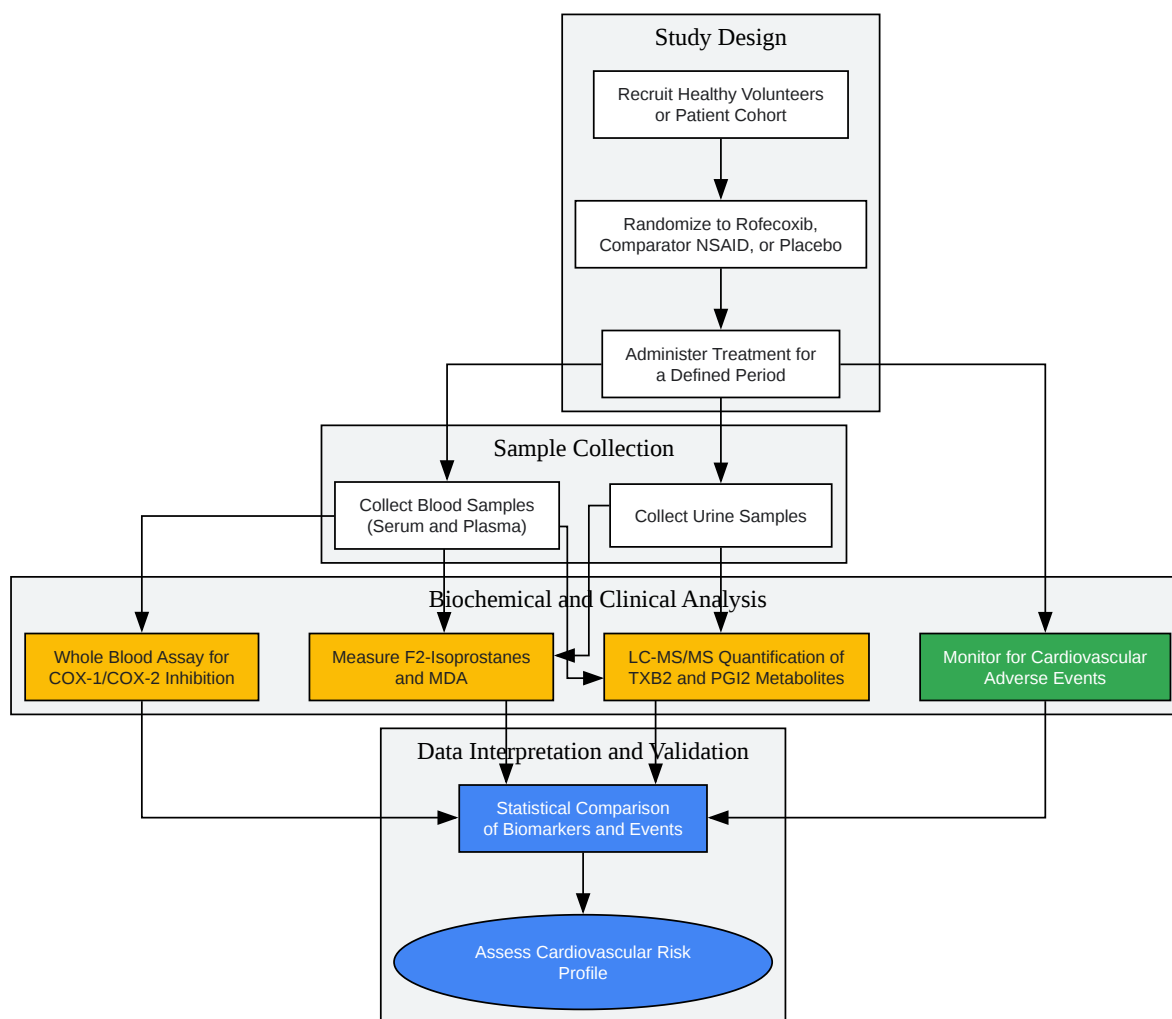 Study Design
Recruit Healthy Volunteers
or Patient Cohort
Randomize to Rofecoxib,
Comparator NSAID, or Placebo
Administer Treatment for
a Defined Period
Sample Collection
Collect Blood Samples
(Serum and Plasma)
Collect Urine Samples
Biochemical and Clinical Analysis
Whole Blood Assay for
COX-1/COX-2 Inhibition
Measure F2-Isoprostanes
and MDA
LC-MS/MS Quantification of
TXB2 and PGI2 Metabolites
Monitor for Cardiovascular
Adverse Events
Data Interpretation and Validation
Statistical Comparison
of Biomarkers and Events
Assess Cardiovascular Risk
Profile